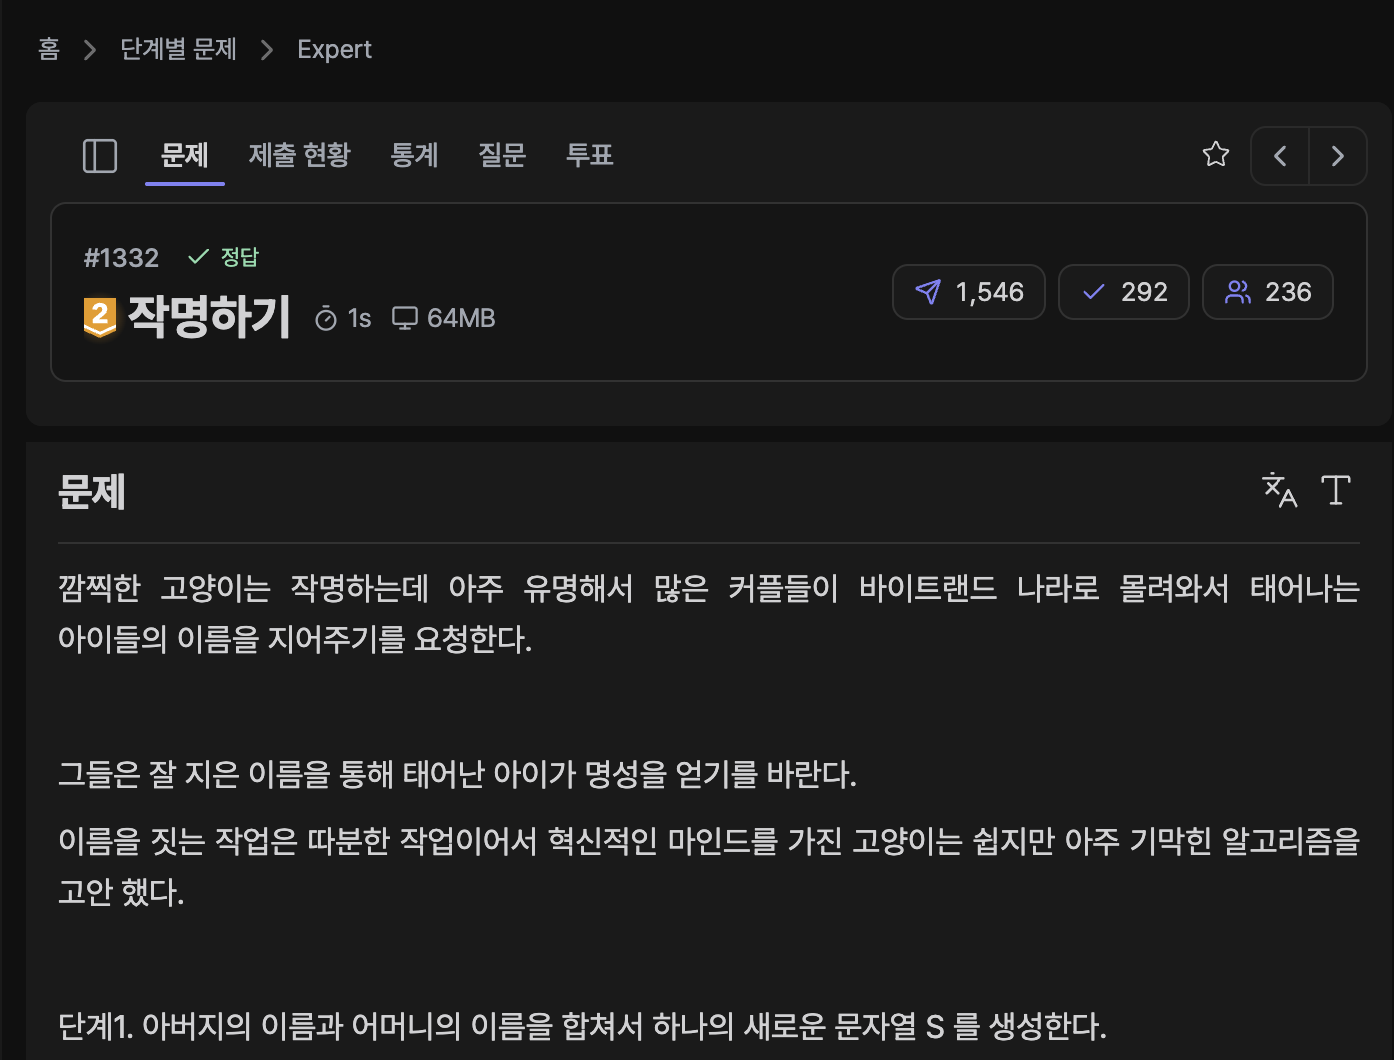 홈 > 단계별 문제 > Expert
문제 제출 현황 통계 질문 투표
#1332 정답
2 작명하기 1s 64MB
1,546 292 236
문제
깜찍한 고양이는 작명하는데 아주 유명해서 많은 커플들이 바이트랜드 나라로 몰려와서 태어나는
아이들의 이름을 지어주기를 요청한다.
그들은 잘 지은 이름을 통해 태어난 아이가 명성을 얻기를 바란다.
이름을 짓는 작업은 따분한 작업이어서 혁신적인 마인드를 가진 고양이는 쉽지만 아주 기막힌 알고리즘을
고안 했다.
단계1. 아버지의 이름과 어머니의 이름을 합쳐서 하나의 새로운 문자열 S 를 생성한다.